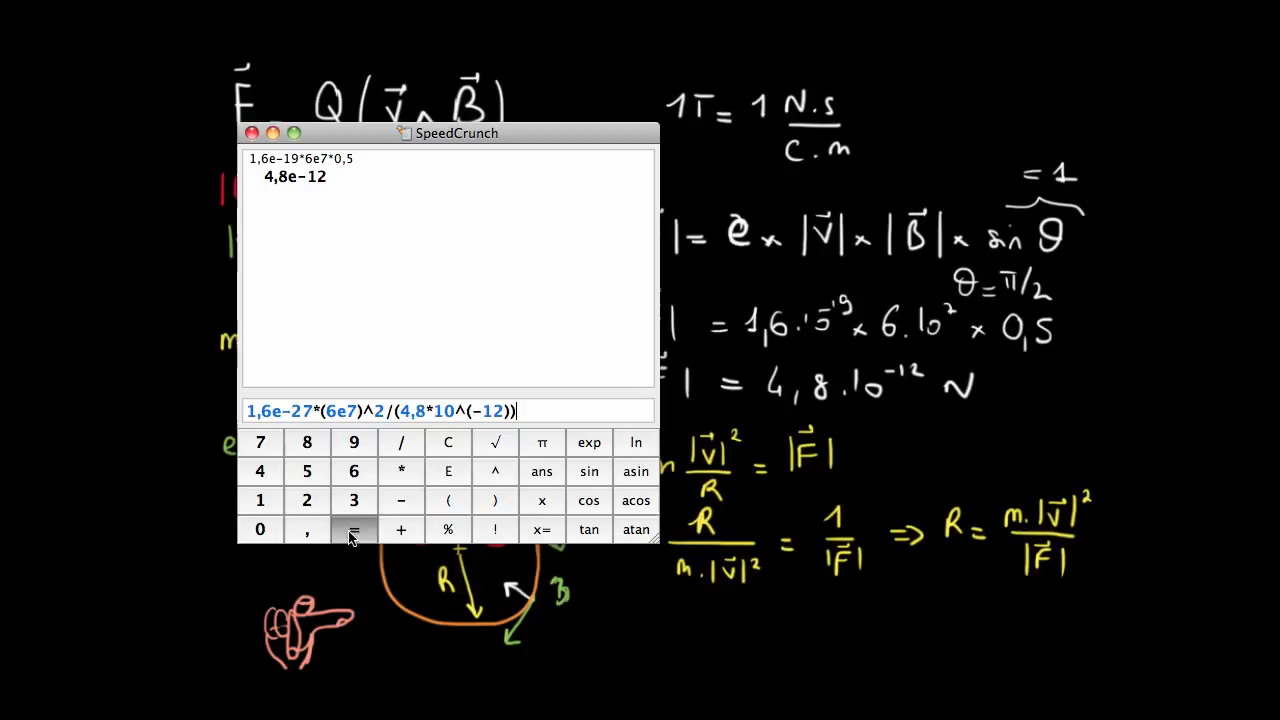 F⃗ = Q(v⃗ ∧ B⃗)
1T = 1 N.s / C.m
SpeedCrunch
1,6e-19*6e7*0,5
4,8e-12
= 1
| = e × |v⃗| × |B⃗| × sin θ
θ = π/2
| = 1,6.10⁻¹⁹ × 6.10⁷ × 0,5
| = 4,8.10⁻¹² N
1,6e-27*(6e7)^2/(4,8*10^(-12))
7 8 9 / C √ π exp ln
4 5 6 * E ^ ans sin asin
1 2 3 - ( ) x cos acos
0 , = + % ! x= tan atan
|v⃗|² / R = |F⃗|
R / m.|v⃗|² = 1 / |F⃗| ⇒ R = m.|v⃗|² / |F⃗|
R
B